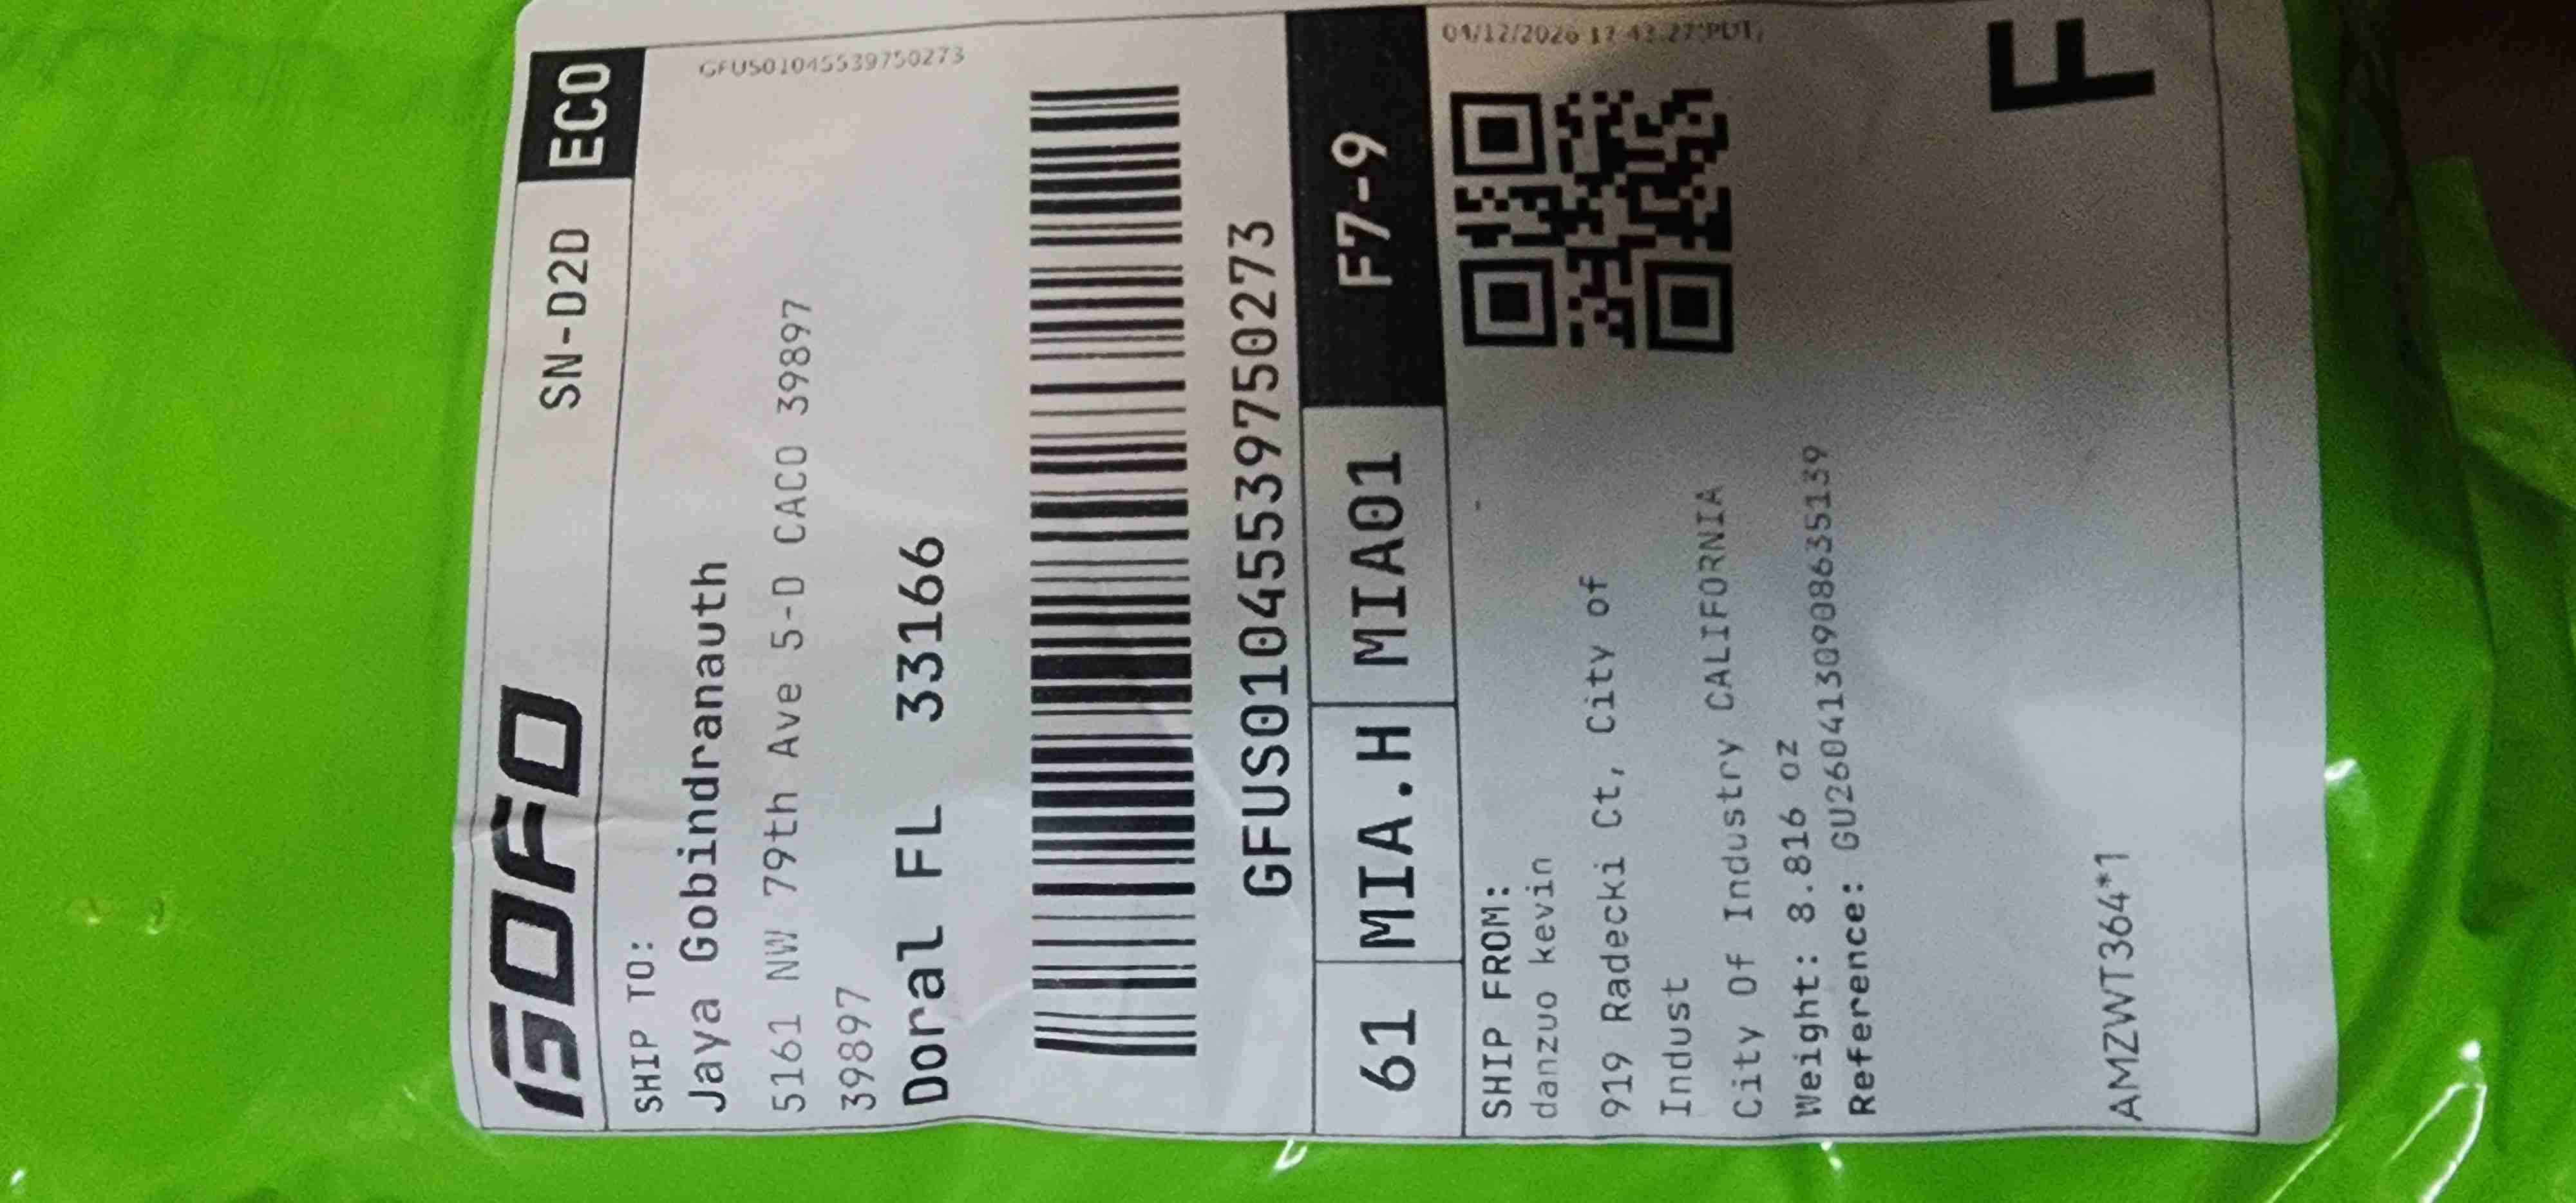 GOFO
SN-D2D ECO
GFUS01045539750273
SHIP TO:
Jaya Gobindranauth
5161 NW 79th Ave 5-D CACO 39897
39897
Doral FL 33166
GFUS01045539750273
61 MIA.H MIA01 F7-9
04/12/2026 17:43:27(PDT)
SHIP FROM:
danzuo kevin
919 Radecki Ct, City of
Indust
City Of Industry CALIFORNIA
Weight: 8.816 oz
Reference: GU26041309086351​39
F
AMZWT364*1